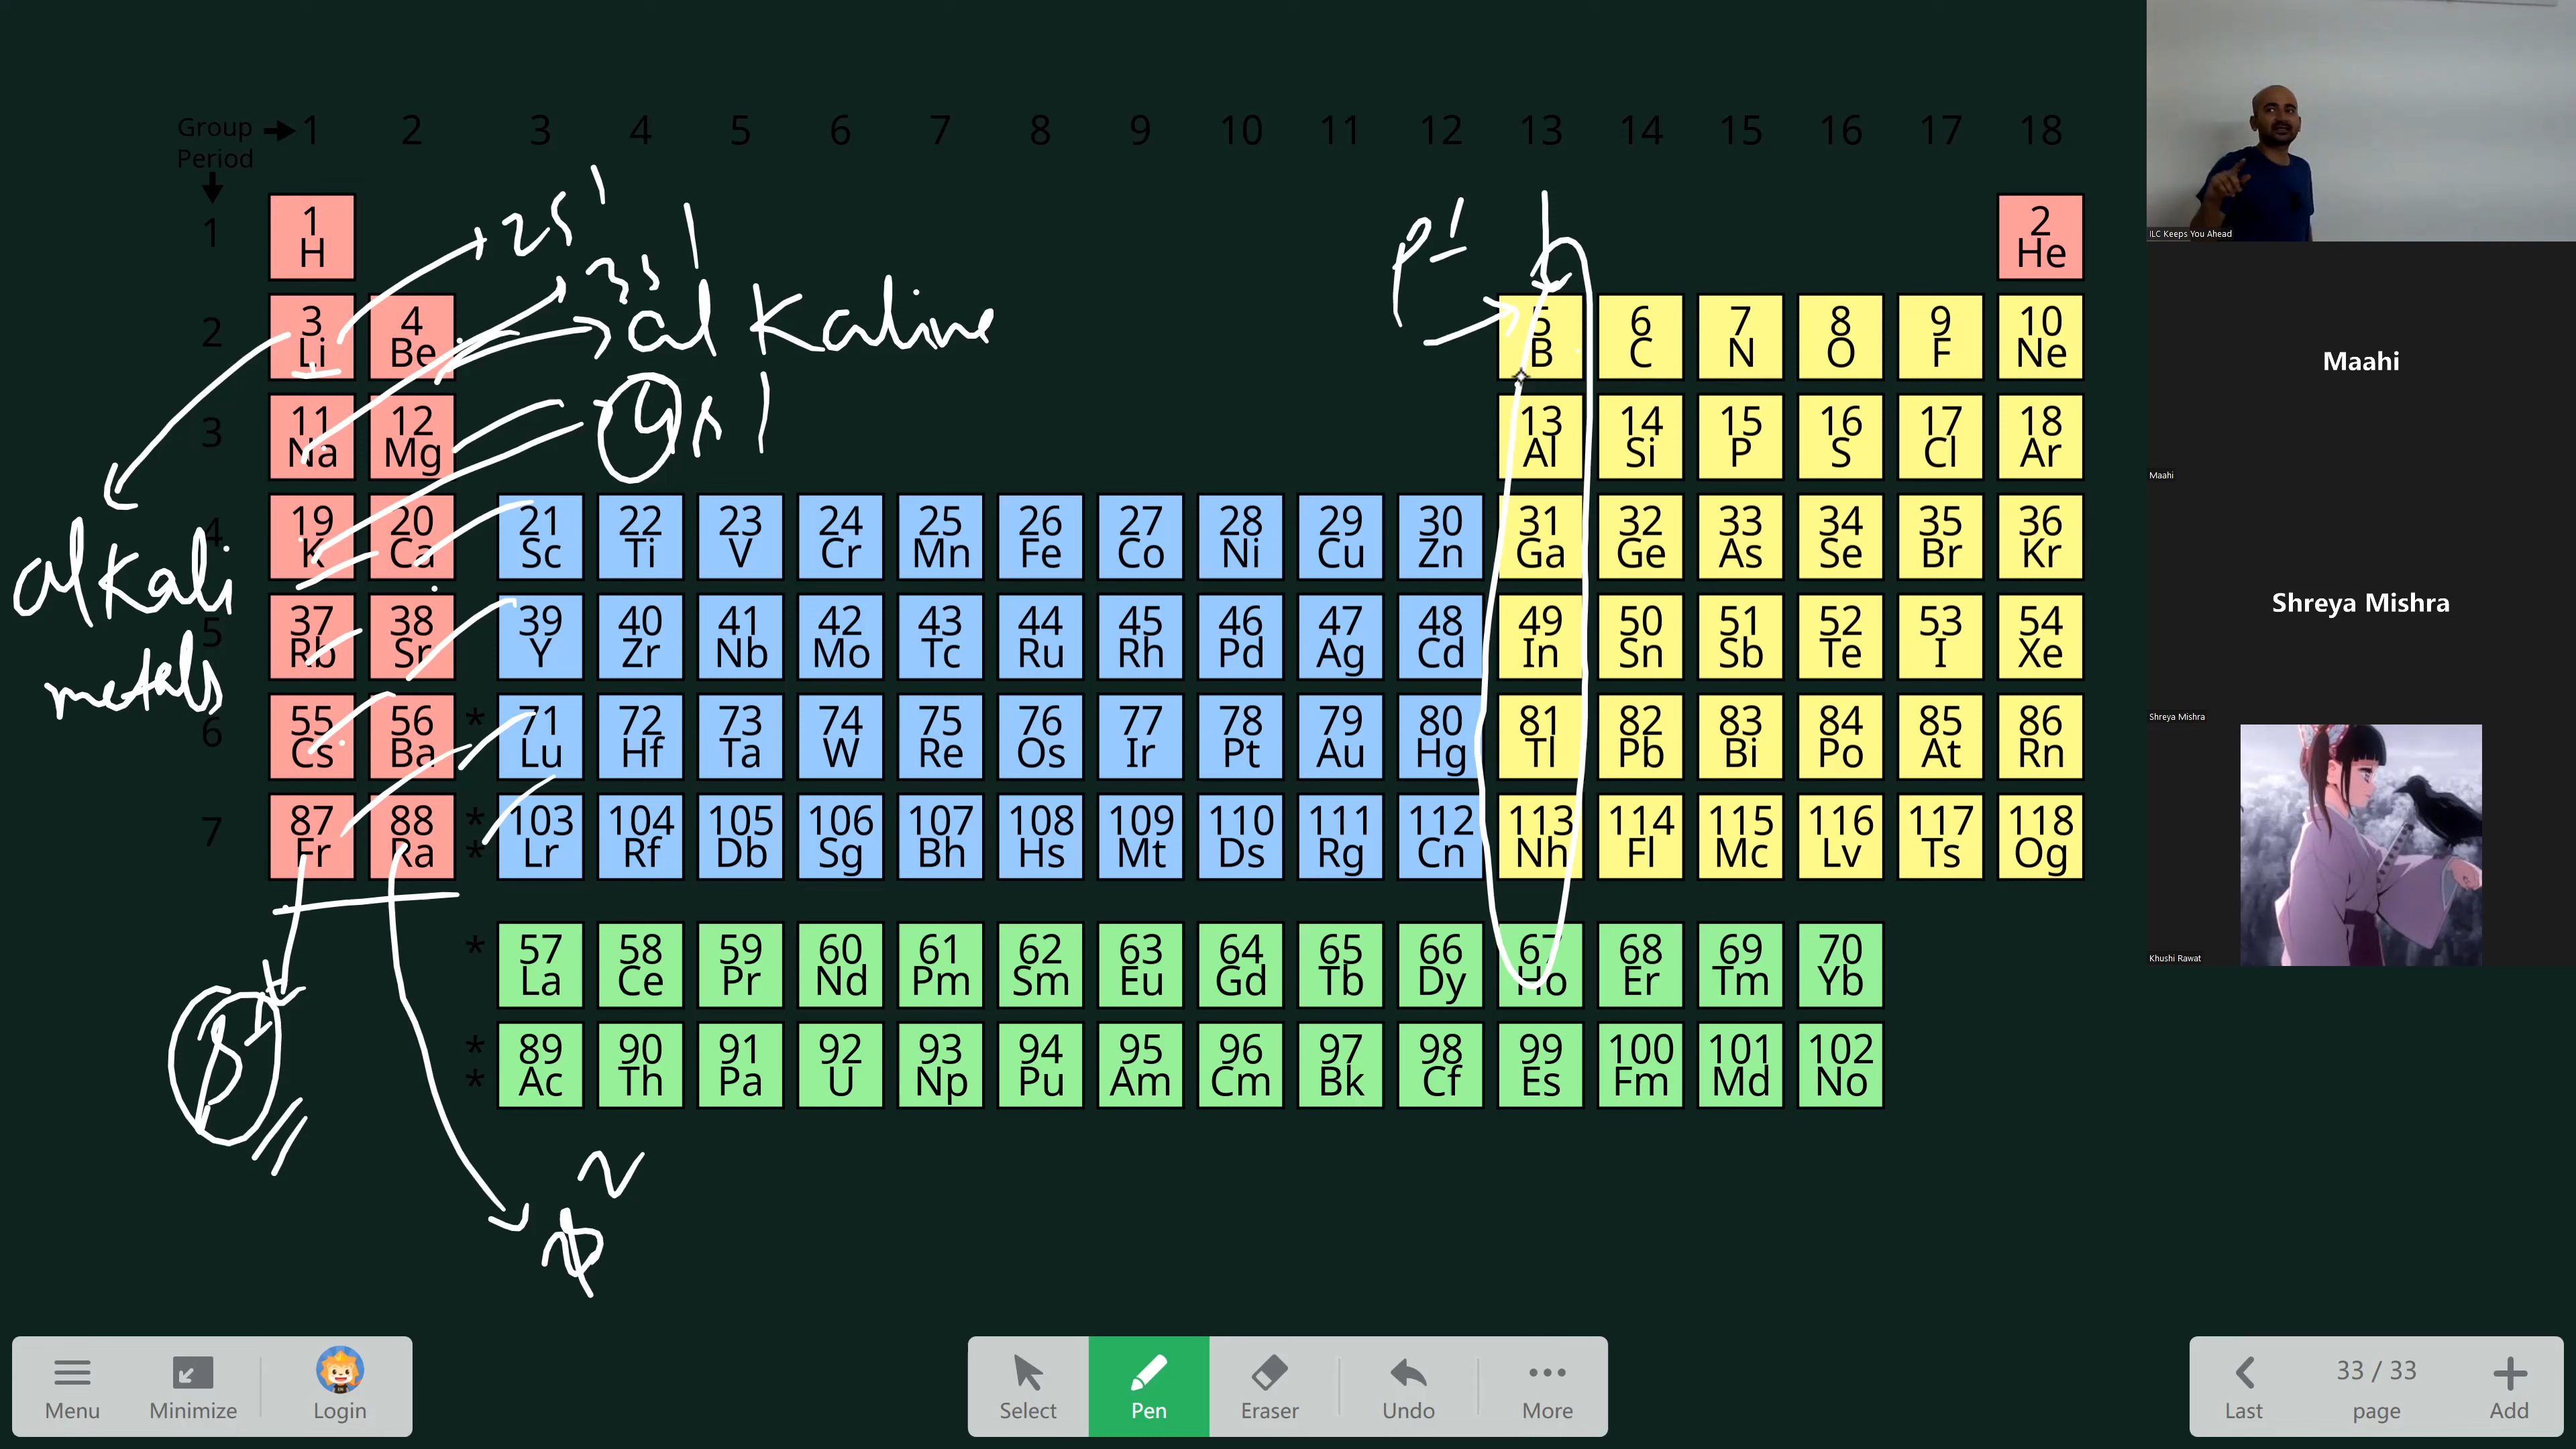 Group 1 2 3 4 5 6 7 8 9 10 11 12 13 14 15 16 17 18
Period
1 1 H 2 He
2 3 Li 4 Be 5 B 6 C 7 N 8 O 9 F 10 Ne
3 11 Na 12 Mg 13 Al 14 Si 15 P 16 S 17 Cl 18 Ar
4 19 K 20 Ca 21 Sc 22 Ti 23 V 24 Cr 25 Mn 26 Fe 27 Co 28 Ni 29 Cu 30 Zn 31 Ga 32 Ge 33 As 34 Se 35 Br 36 Kr
5 37 Rb 38 Sr 39 Y 40 Zr 41 Nb 42 Mo 43 Tc 44 Ru 45 Rh 46 Pd 47 Ag 48 Cd 49 In 50 Sn 51 Sb 52 Te 53 I 54 Xe
6 55 Cs 56 Ba * 71 Lu 72 Hf 73 Ta 74 W 75 Re 76 Os 77 Ir 78 Pt 79 Au 80 Hg 81 Tl 82 Pb 83 Bi 84 Po 85 At 86 Rn
7 87 Fr 88 Ra ** 103 Lr 104 Rf 105 Db 106 Sg 107 Bh 108 Hs 109 Mt 110 Ds 111 Rg 112 Cn 113 Nh 114 Fl 115 Mc 116 Lv 117 Ts 118 Og
* 57 La 58 Ce 59 Pr 60 Nd 61 Pm 62 Sm 63 Eu 64 Gd 65 Tb 66 Dy 67 Ho 68 Er 69 Tm 70 Yb
** 89 Ac 90 Th 91 Pa 92 U 93 Np 94 Pu 95 Am 96 Cm 97 Bk 98 Cf 99 Es 100 Fm 101 Md 102 No
2s1
3s1
alkaline
4s1
p1
alkali
metals
s1
ILC Keeps You Ahead
Maahi
Maahi
Shreya Mishra
Shreya Mishra
Khushi Rawat
Menu Minimize Login
Select Pen Eraser Undo More
Last 33 / 33 page Add